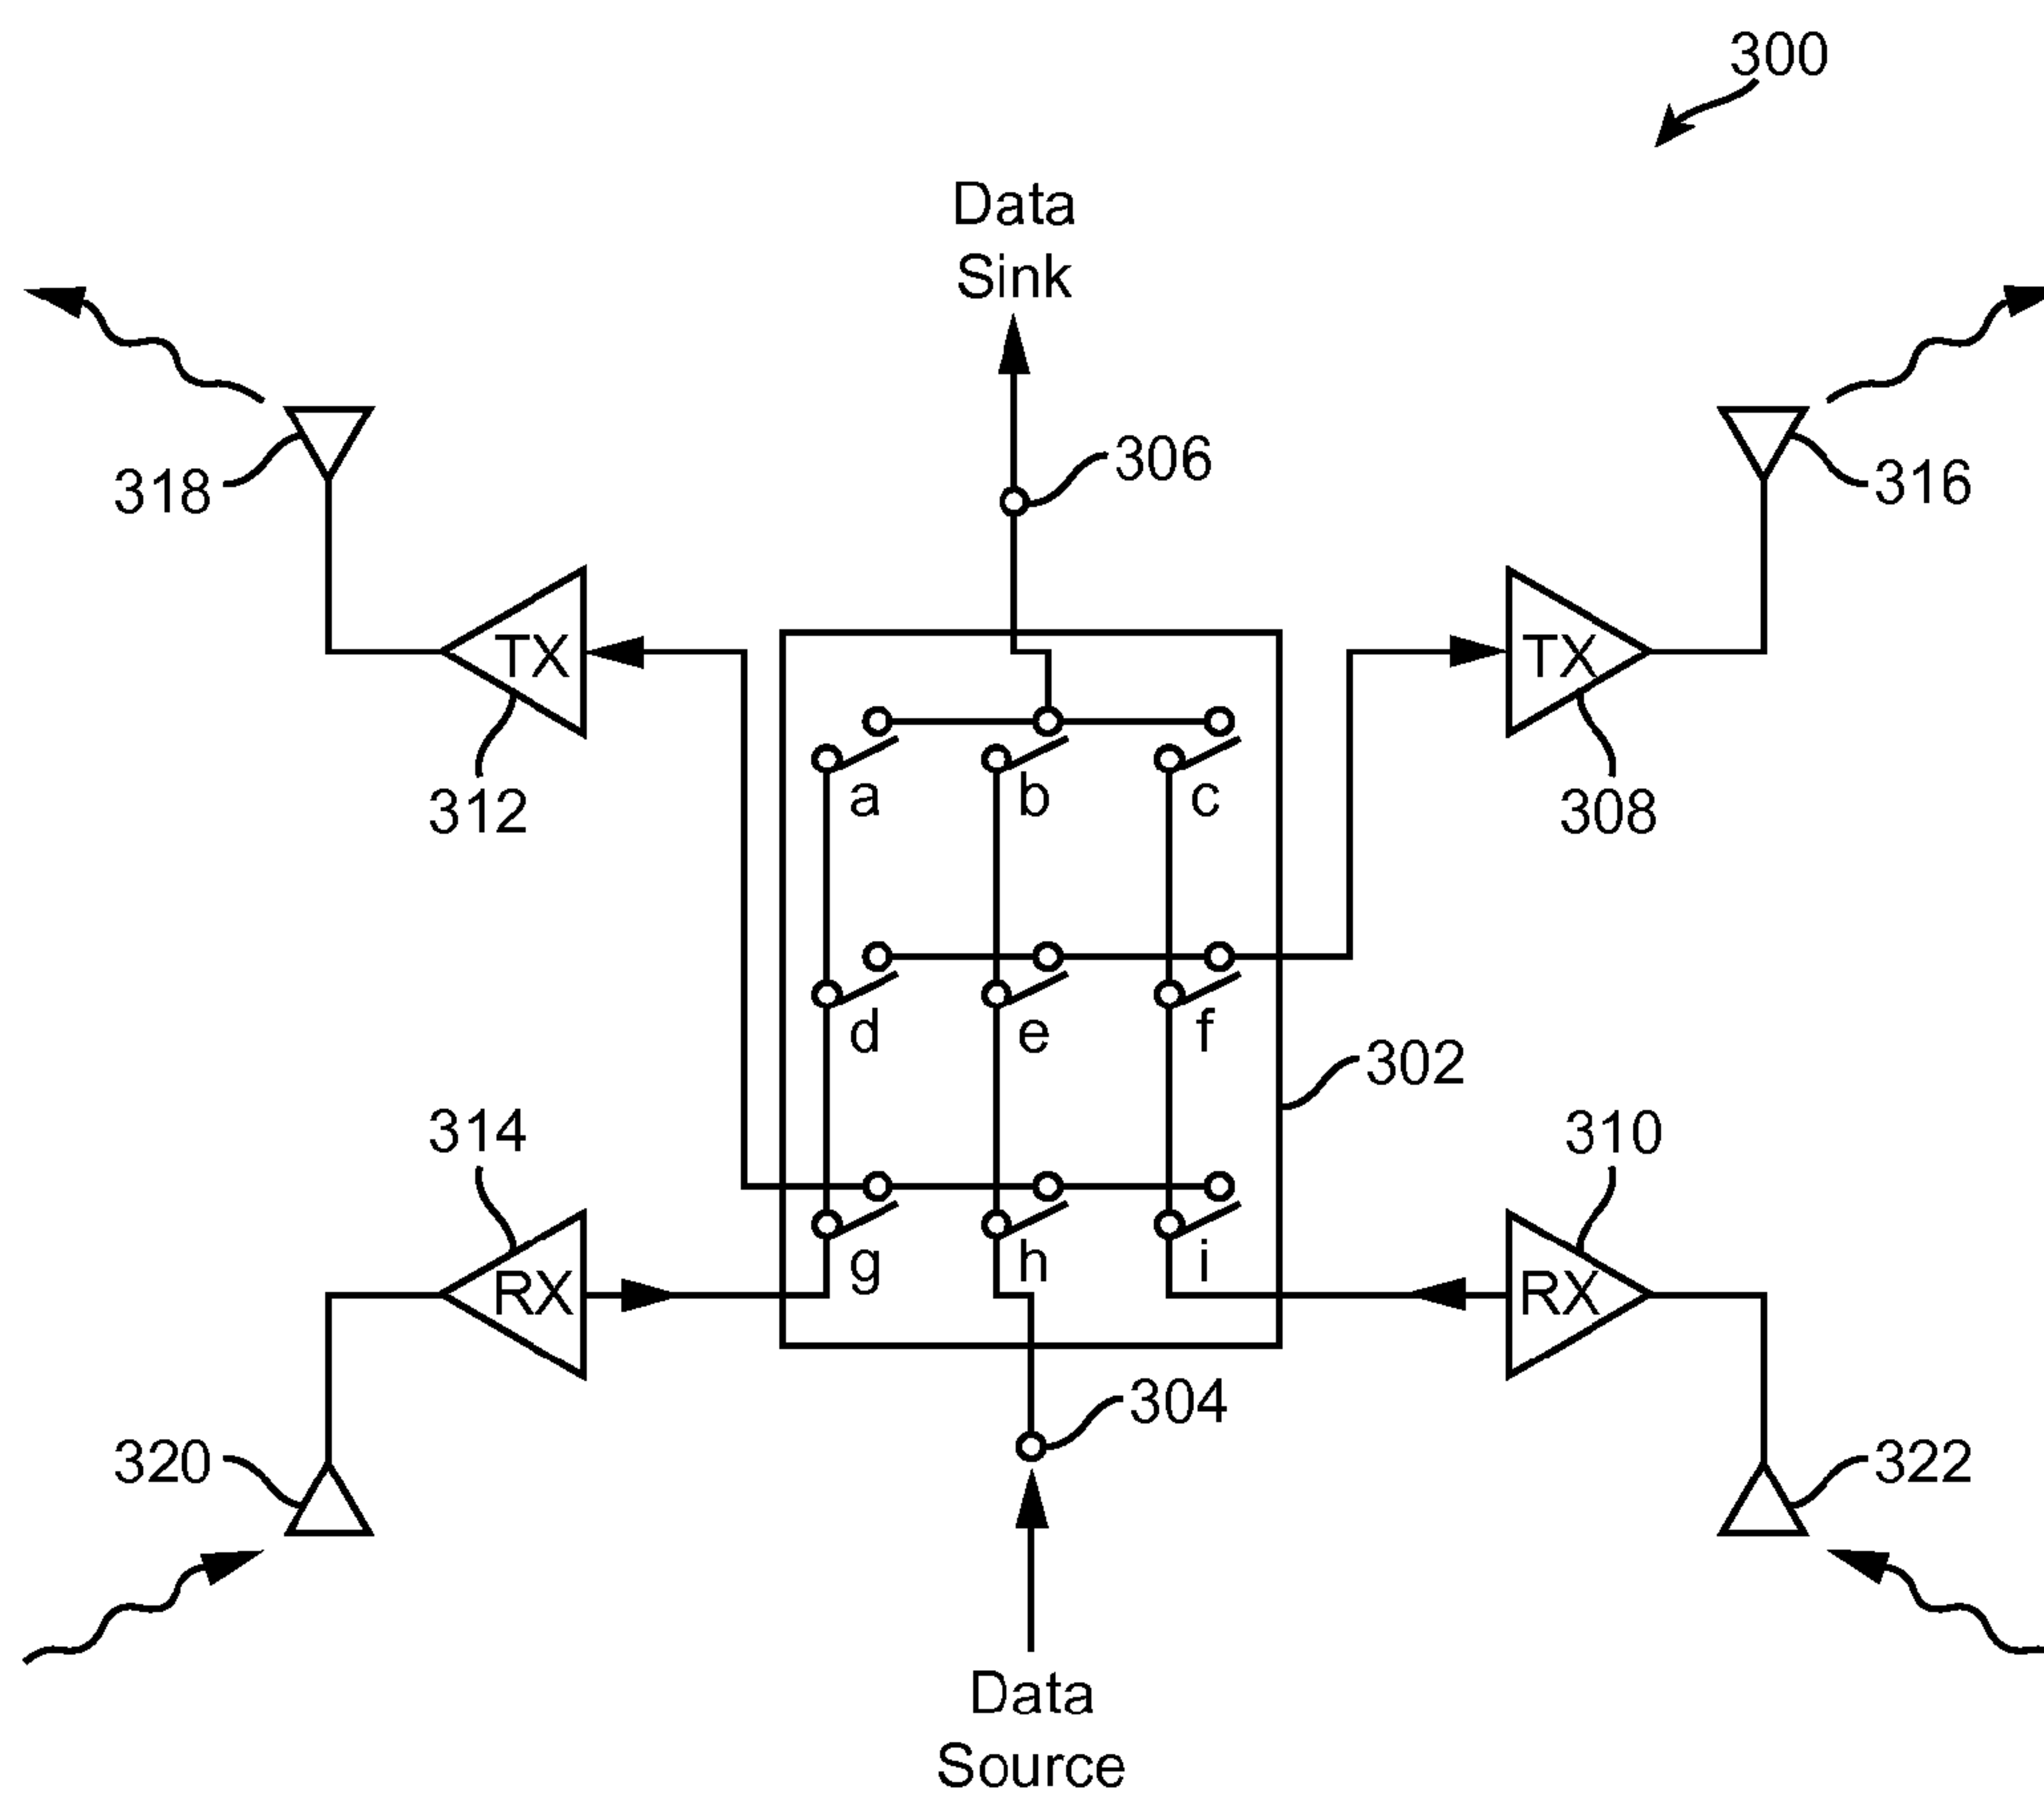 300
Data
Sink
306
318
316
TX
TX
312
308
a
b
c
d
e
f
302
314
310
g
h
i
RX
RX
304
320
322
Data
Source